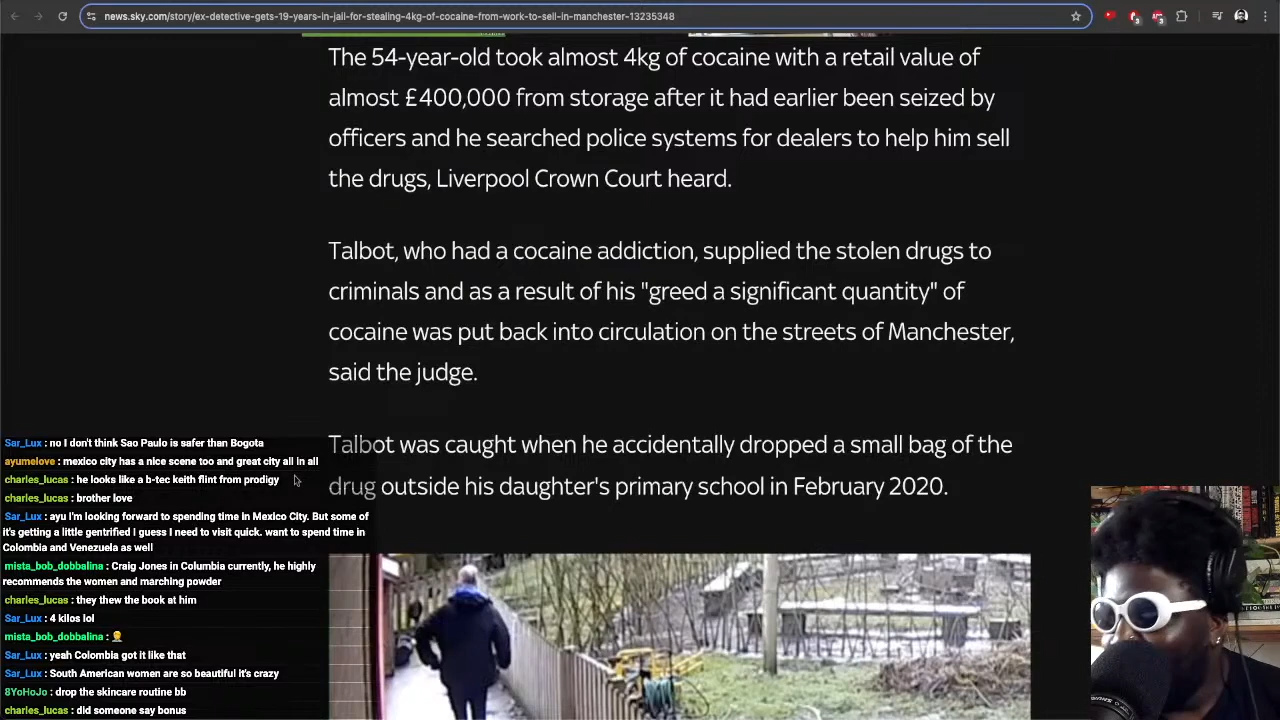 news.sky.com/story/ex-detective-gets-19-years-in-jail-for-stealing-4kg-of-cocaine-from-work-to-sell-in-manchester-13235348
The 54-year-old took almost 4kg of cocaine with a retail value of
almost £400,000 from storage after it had earlier been seized by
officers and he searched police systems for dealers to help him sell
the drugs, Liverpool Crown Court heard.
Talbot, who had a cocaine addiction, supplied the stolen drugs to
criminals and as a result of his "greed a significant quantity" of
cocaine was put back into circulation on the streets of Manchester,
said the judge.
Talbot was caught when he accidentally dropped a small bag of the
drug outside his daughter's primary school in February 2020.
Sar_Lux : no I don't think Sao Paulo is safer than Bogota
ayumelove : mexico city has a nice scene too and great city all in all
charles_lucas : he looks like a b-tec keith flint from prodigy
charles_lucas : brother love
Sar_Lux : ayu I'm looking forward to spending time in Mexico City. But some of
it's getting a little gentrified I guess I need to visit quick. want to spend time in
Colombia and Venezuela as well
mista_bob_dobbalina : Craig Jones in Columbia currently, he highly
recommends the women and marching powder
charles_lucas : they thew the book at him
Sar_Lux : 4 kilos lol
mista_bob_dobbalina :
Sar_Lux : yeah Colombia got it like that
Sar_Lux : South American women are so beautiful it's crazy
8YoHoJo : drop the skincare routine bb
charles_lucas : did someone say bonus